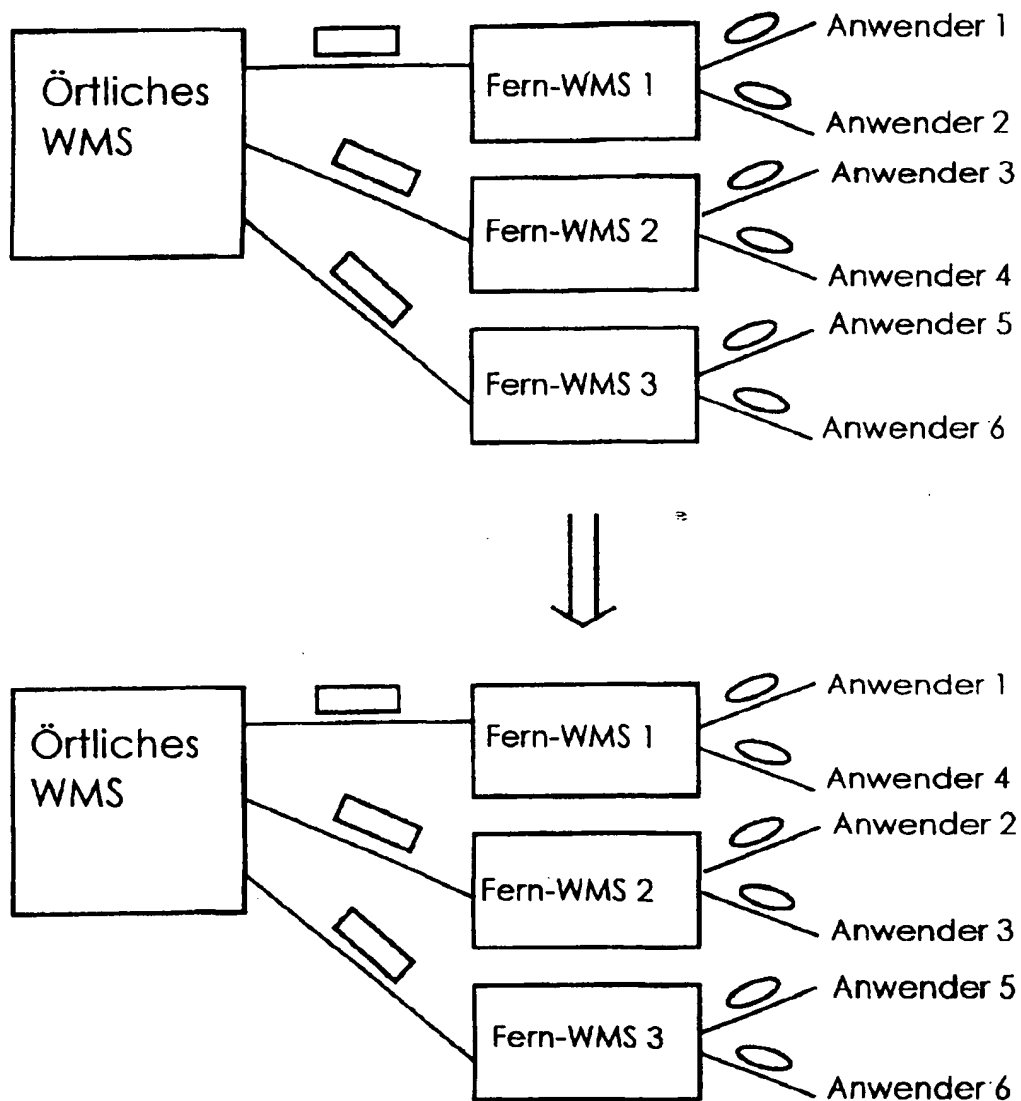 Örtliches
WMS
Fern-WMS 1
Anwender 1
Anwender 2
Fern-WMS 2
Anwender 3
Anwender 4
Fern-WMS 3
Anwender 5
Anwender 6
Örtliches
WMS
Fern-WMS 1
Anwender 1
Anwender 4
Fern-WMS 2
Anwender 2
Anwender 3
Fern-WMS 3
Anwender 5
Anwender 6